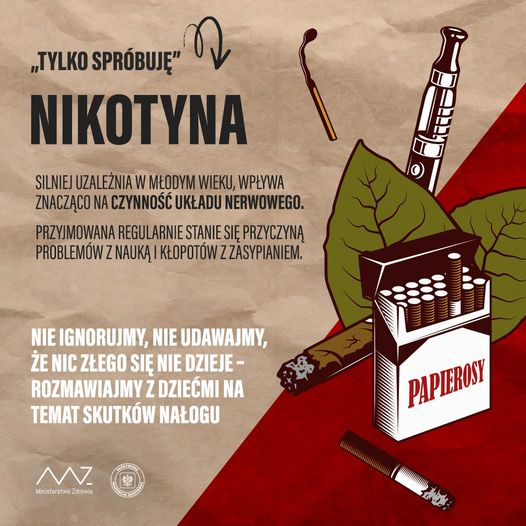 „TYLKO SPRÓBUJĘ”
NIKOTYNA
SILNIEJ UZALEŻNIA W MŁODYM WIEKU, WPŁYWA
ZNACZĄCO NA CZYNNOŚĆ UKŁADU NERWOWEGO.
PRZYJMOWANA REGULARNIE STANIE SIĘ PRZYCZYNĄ
PROBLEMÓW Z NAUKĄ I KŁOPOTÓW Z ZASYPIANIEM.
NIE IGNORUJMY, NIE UDAWAJMY,
ŻE NIC ZŁEGO SIĘ NIE DZIEJE –
ROZMAWIAJMY Z DZIEĆMI NA
TEMAT SKUTKÓW NAŁOGU
PAPIEROSY
Ministerstwo Zdrowia